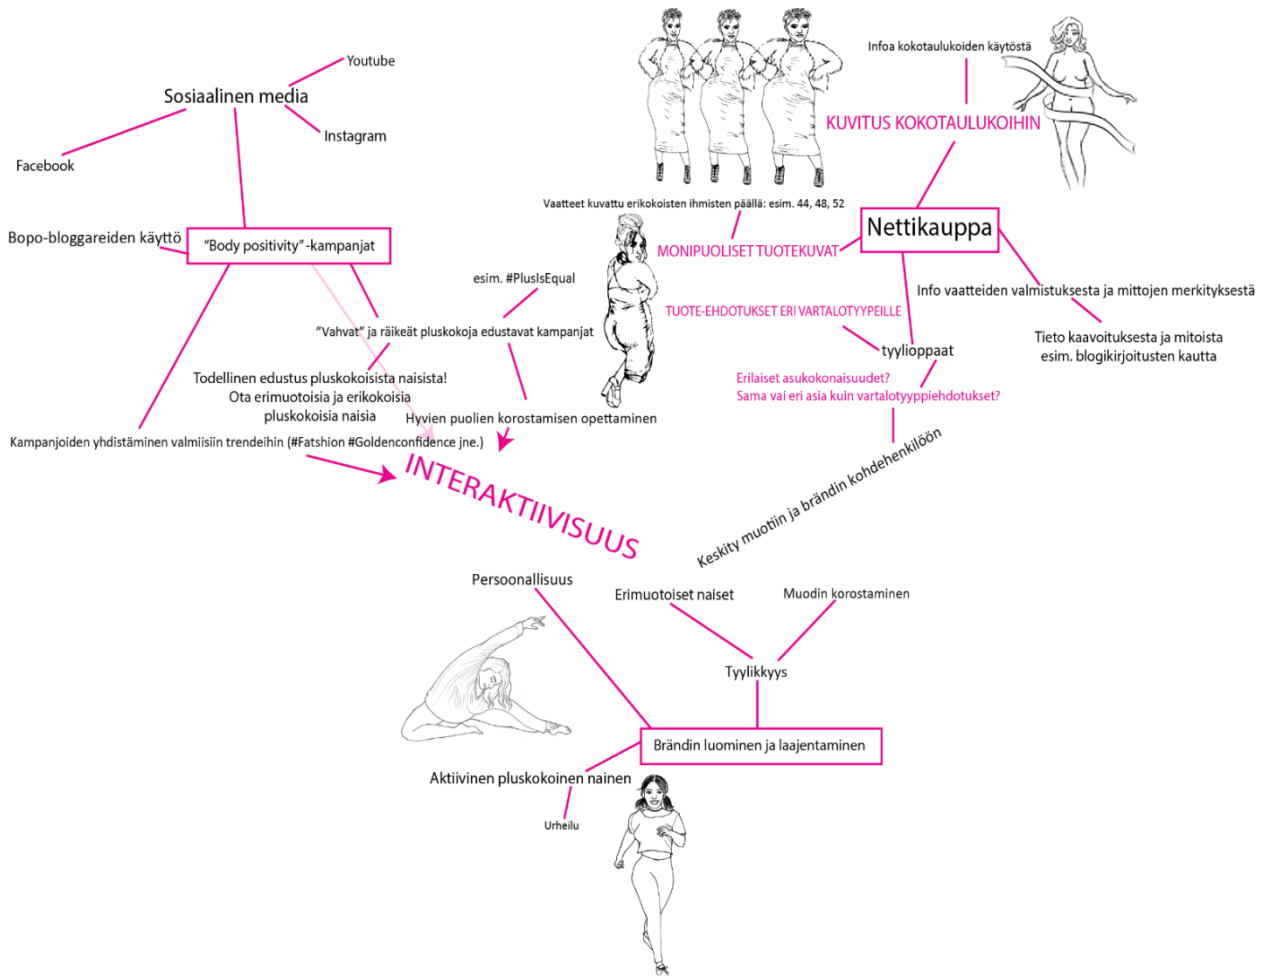 Youtube
Sosiaalinen media
Instagram
Facebook
Bopo-bloggareiden käyttö
"Body positivity"-kampanjat
esim. #PlusIsEqual
"Vahvat" ja räikeät pluskokoja edustavat kampanjat
Todellinen edustus pluskokoisista naisista!
Ota erimuotoisia ja erikokoisia
pluskokoisia naisia
Hyvien puolien korostamisen opettaminen
Kampanjoiden yhdistäminen valmiisiin trendeihin (#Fatshion #Goldenconfidence jne.)
INTERAKTIIVISUUS
Infoa kokotaulukoiden käytöstä
KUVITUS KOKOTAULUKOIHIN
Vaatteet kuvattu erikokoisten ihmisten päällä: esim. 44, 48, 52
Nettikauppa
MONIPUOLISET TUOTEKUVAT
Info vaatteiden valmistuksesta ja mittojen merkityksestä
TUOTE-EHDOTUKSET ERI VARTALOTYYPEILLE
Tieto kaavoituksesta ja mitoista
esim. blogikirjoitusten kautta
tyylioppaat
Erilaiset asukokonaisuudet?
Sama vai eri asia kuin vartalotyyppiehdotukset?
Keskity muotiin ja brändin kohdehenkilöön
Persoonallisuus
Erimuotoiset naiset
Muodin korostaminen
Tyylikkyys
Brändin luominen ja laajentaminen
Aktiivinen pluskokoinen nainen
Urheilu